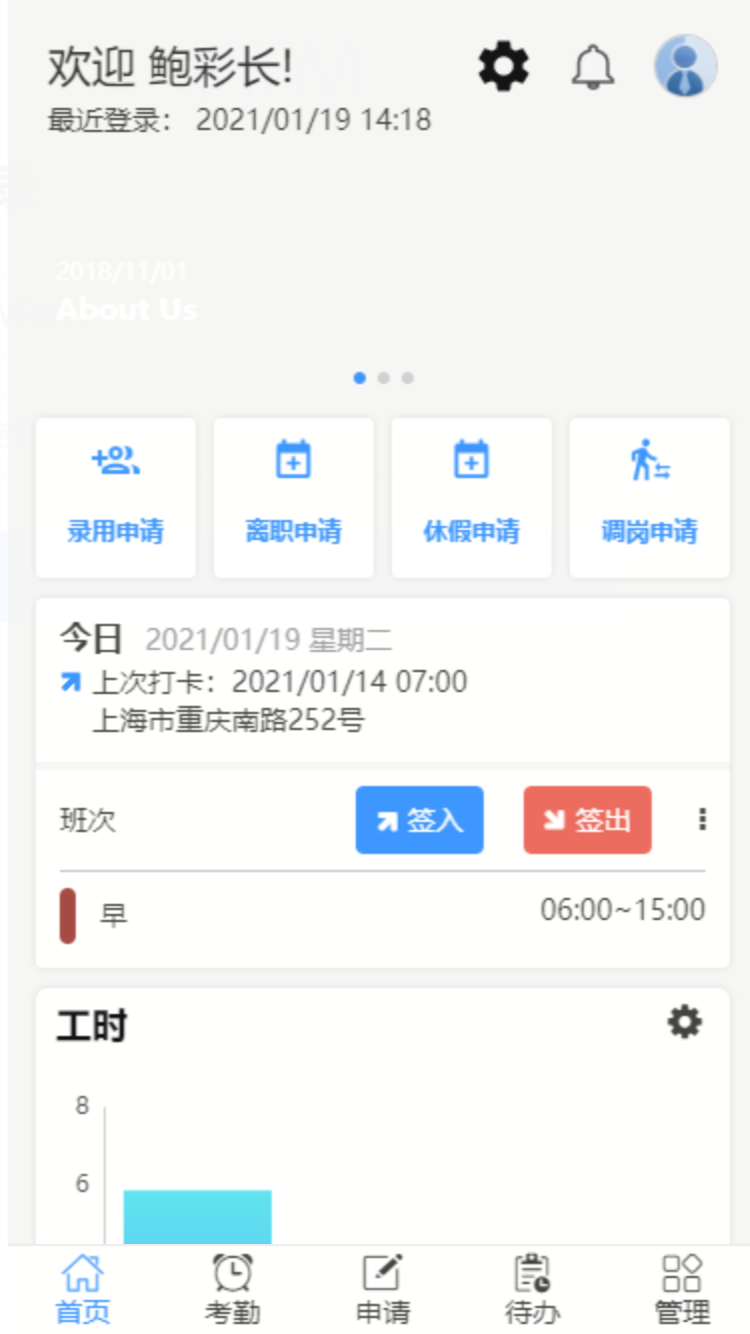 欢迎 鲍彩长!
最近登录： 2021/01/19 14:18
2018/11/01
About Us
录用申请 离职申请 休假申请 调岗申请
今日 2021/01/19 星期二
上次打卡：2021/01/14 07:00
上海市重庆南路252号
班次 签入 签出
早 06:00~15:00
工时
8
6
首页 考勤 申请 待办 管理